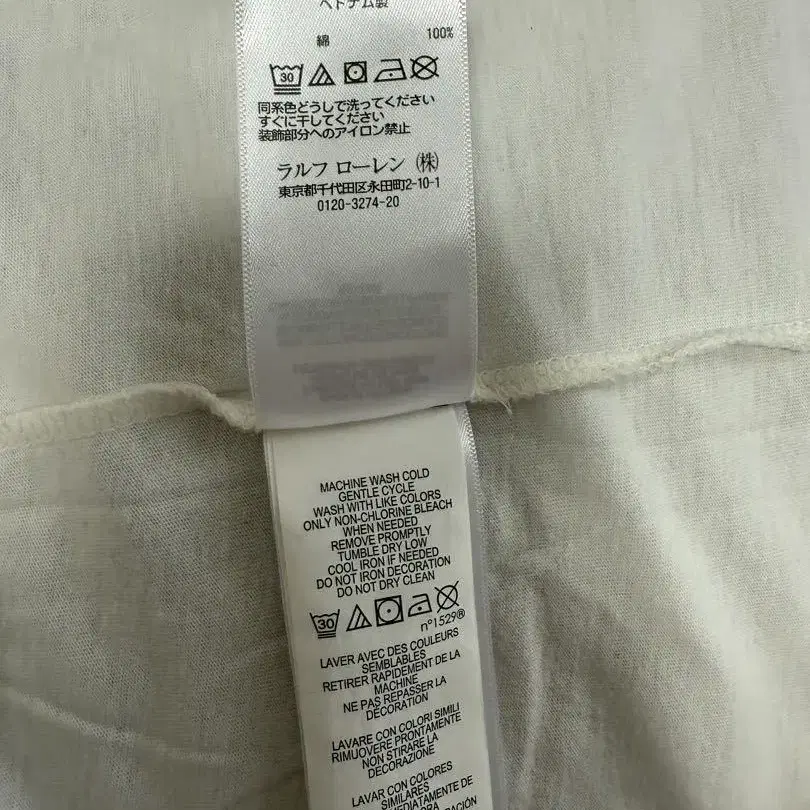 ベトナム製
綿 100%
30
同系色どうしで洗ってください
すぐに干してください
装飾部分へのアイロン禁止
ラルフ ローレン (株)
東京都千代田区永田町2-10-1
0120-3274-20
MACHINE WASH COLD
GENTLE CYCLE
WASH WITH LIKE COLORS
ONLY NON-CHLORINE BLEACH
WHEN NEEDED
REMOVE PROMPTLY
TUMBLE DRY LOW
COOL IRON IF NEEDED
DO NOT IRON DECORATION
DO NOT DRY CLEAN
30
n°1529®
LAVER AVEC DES COULEURS
SEMBLABLES
RETIRER RAPIDEMENT DE LA
MACHINE
NE PAS REPASSER LA
DÉCORATION
LAVARE CON COLORI SIMILI
RIMUOVERE PRONTAMENTE
NON STIRARE LA
DECORAZIONE
LAVAR CON COLORES
SIMILARES